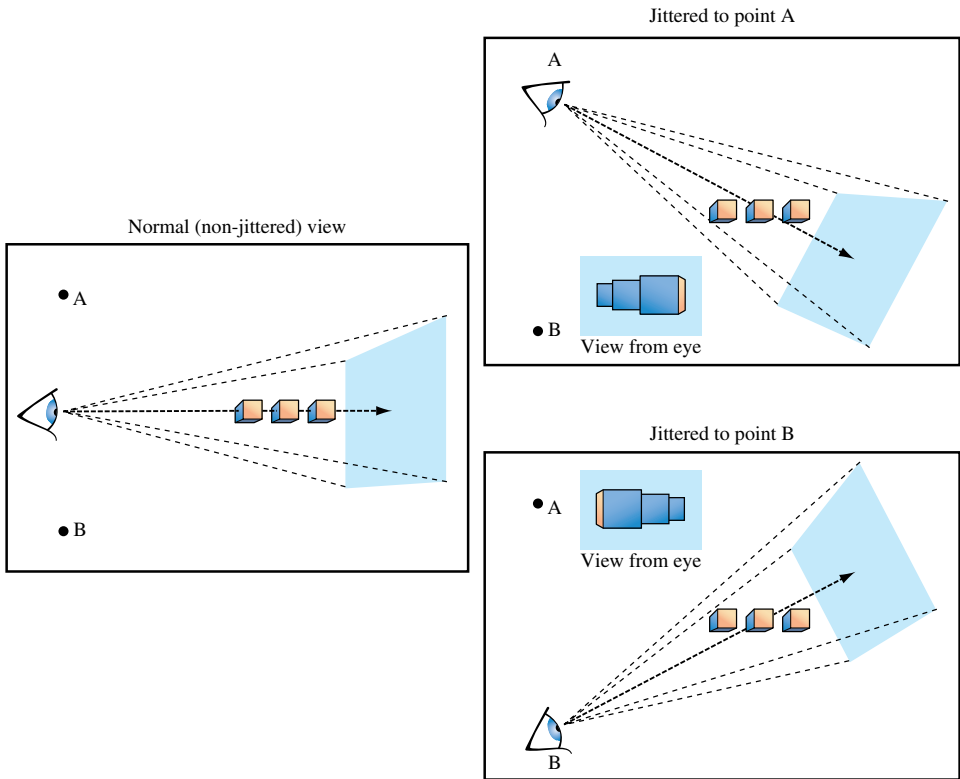 Normal (non-jittered) view
A
B
Jittered to point A
A
B
View from eye
Jittered to point B
A
View from eye
B